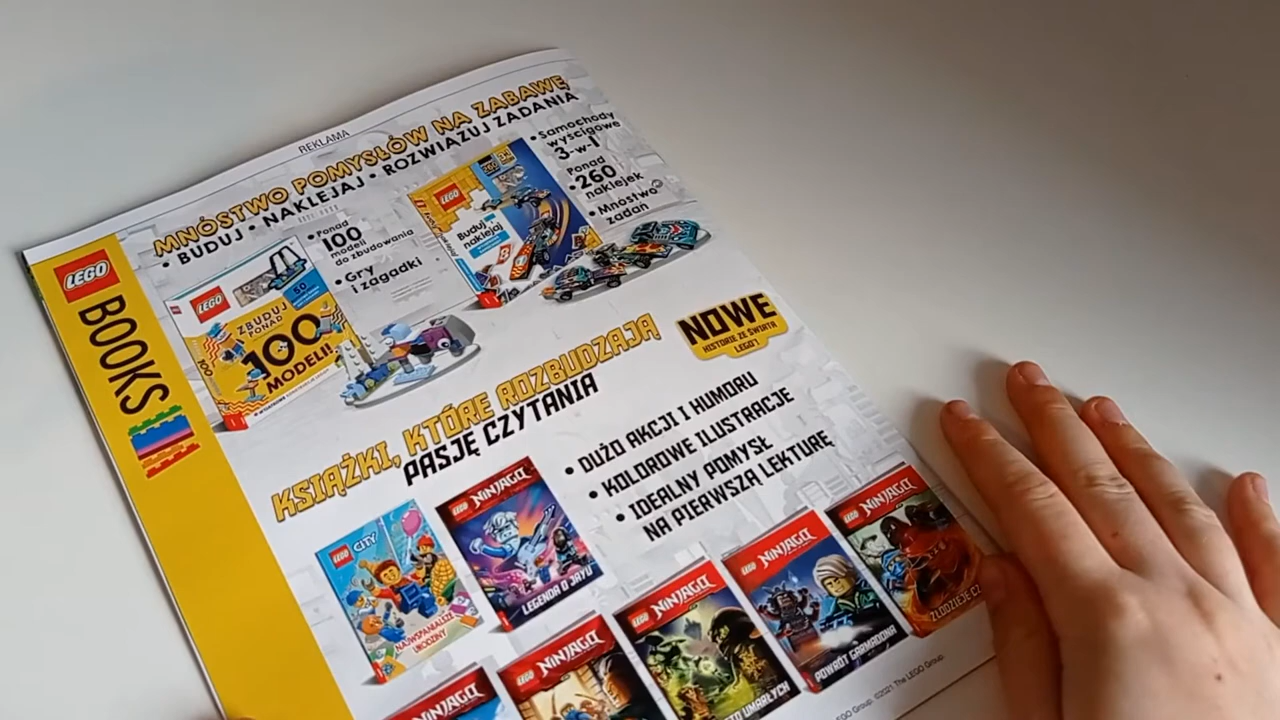 REKLAMA
MNÓSTWO POMYSŁÓW NA ZABAWĘ
• BUDUJ • NAKLEJAJ • ROZWIĄZUJ ZADANIA
LEGO
BOOKS
LEGO
ZBUDUJ
PONAD
100
MODELI!
50
• Ponad
100
modeli
do zbudowania
• Gry
i zagadki
LEGO
Buduj
i naklejaj
• Samochody
wyścigowe
3-w-1
• Ponad
260
naklejek
• Mnóstwo
zadań
KSIĄŻKI, KTÓRE ROZBUDZAJĄ
PASJĘ CZYTANIA
NOWE
HISTORIE ZE ŚWIATA
LEGO!
• DUŻO AKCJI I HUMORU
• KOLOROWE ILUSTRACJE
• IDEALNY POMYSŁ
NA PIERWSZĄ LEKTURĘ
LEGO CITY
NAJWSPANIALSZE
URODZINY
LEGO NINJAGO
LEGENDA O JAYU
LEGO NINJAGO
LEGO NINJAGO
LEGO NINJAGO
UMARŁYCH
LEGO NINJAGO
POWRÓT GARMADONA
LEGO NINJAGO
ZŁODZIEJE
LEGO Group. ©2021 The LEGO Group.